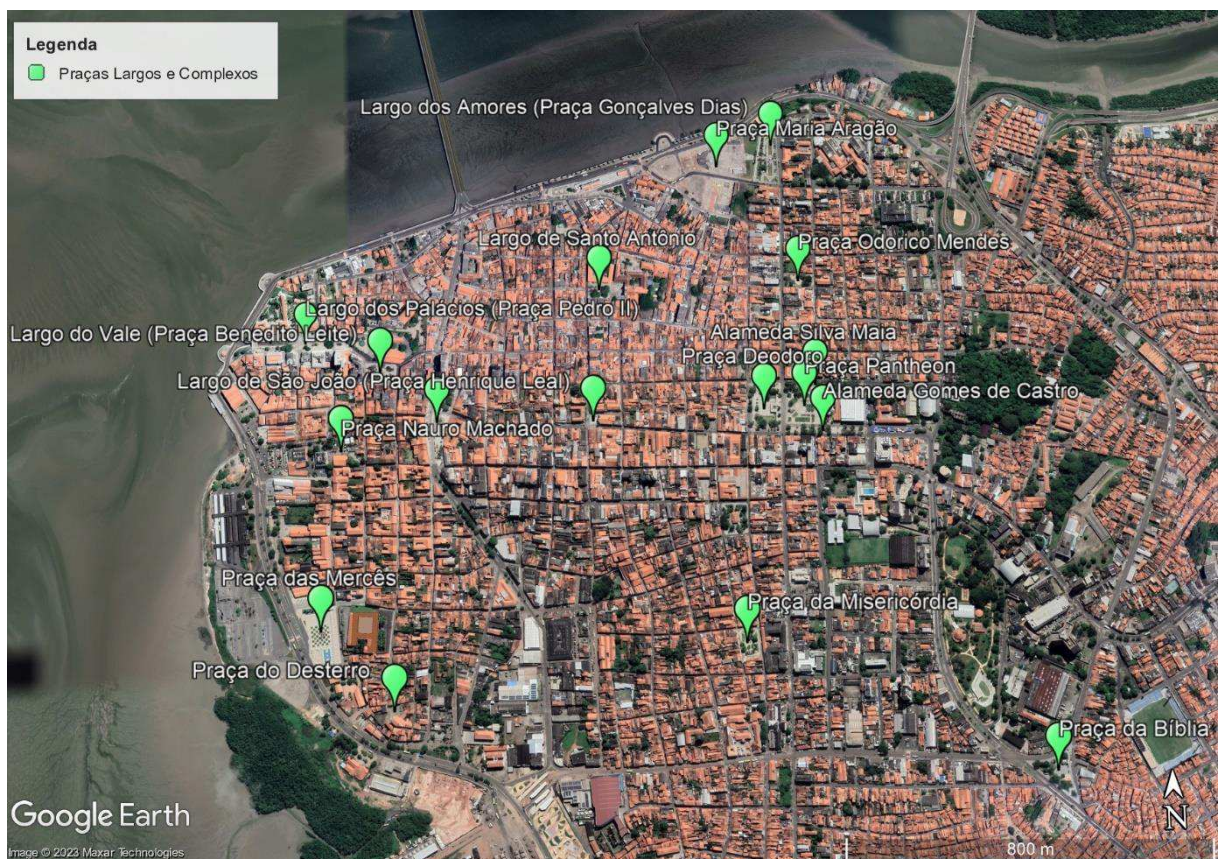 Legenda
Praças Largos e Complexos
Largo dos Amores (Praça Gonçalves Dias)
Praça Maria Aragão
Largo de Santo Antônio
Praça Odorico Mendes
Largo dos Palácios (Praça Pedro II)
Largo do Vale (Praça Benedito Leite)
Alameda Silva Maia
Praça Deodoro
Praça Pantheon
Largo de São João (Praça Henrique Leal)
Alameda Gomes de Castro
Praça Nauro Machado
Praça das Mercês
Praça da Misericórdia
Praça do Desterro
Praça da Bíblia
Google Earth
N
Image © 2023 Maxar Technologies
800 m